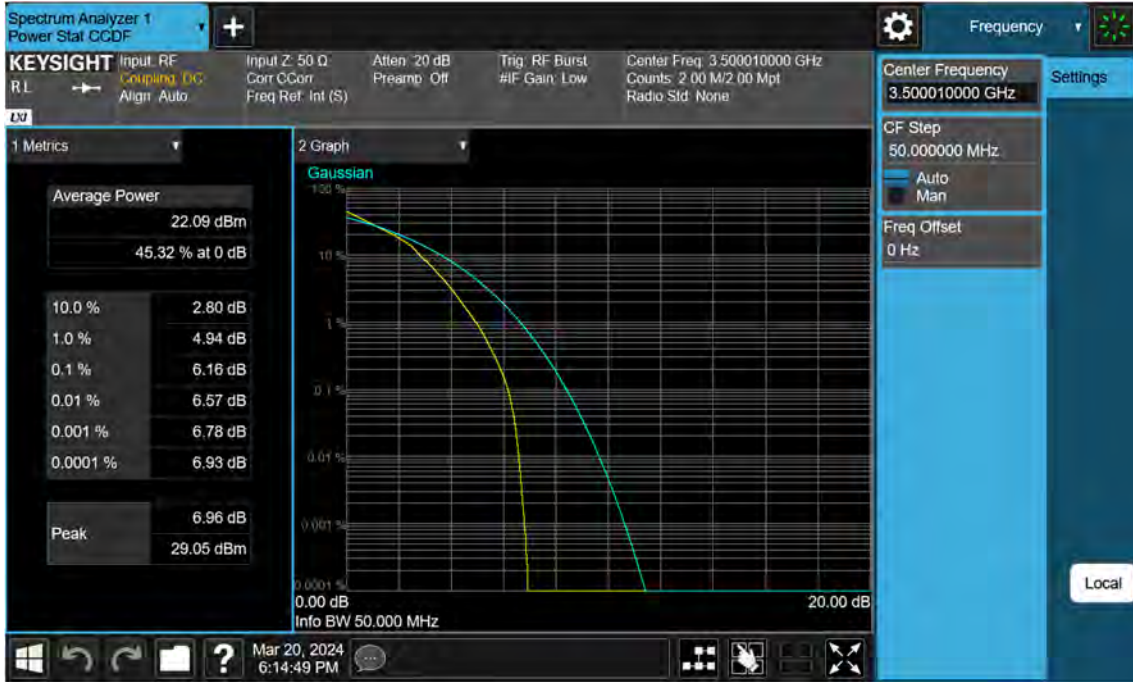 Spectrum Analyzer 1
Power Stat CCDF
+
Frequency
KEYSIGHT
RL
LXI
Input: RF
Coupling: DC
Align: Auto
Input Z: 50 Ω
Corr CCorr
Freq Ref: Int (S)
Atten: 20 dB
Preamp: Off
Trig: RF Burst
#IF Gain: Low
Center Freq: 3.500010000 GHz
Counts: 2.00 M/2.00 Mpt
Radio Std: None
Center Frequency
3.500010000 GHz
Settings
CF Step
50.000000 MHz
Auto
Man
Freq Offset
0 Hz
1 Metrics
Average Power
22.09 dBm
45.32 % at 0 dB
10.0 % 2.80 dB
1.0 % 4.94 dB
0.1 % 6.16 dB
0.01 % 6.57 dB
0.001 % 6.78 dB
0.0001 % 6.93 dB
Peak
6.96 dB
29.05 dBm
2 Graph
Gaussian
100 %
10 %
1 %
0.1 %
0.01 %
0.001 %
0.0001 %
0.00 dB 20.00 dB
Info BW 50.000 MHz
Local
?
Mar 20, 2024
6:14:49 PM